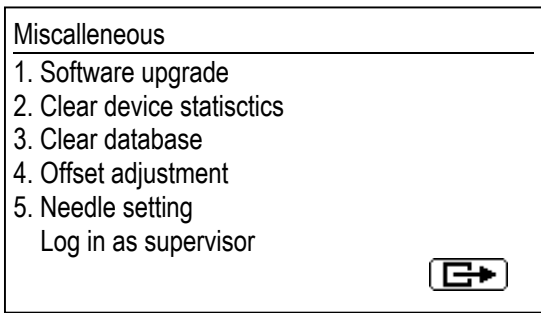 Miscalleneous
1. Software upgrade
2. Clear device statisctics
3. Clear database
4. Offset adjustment
5. Needle setting
Log in as supervisor